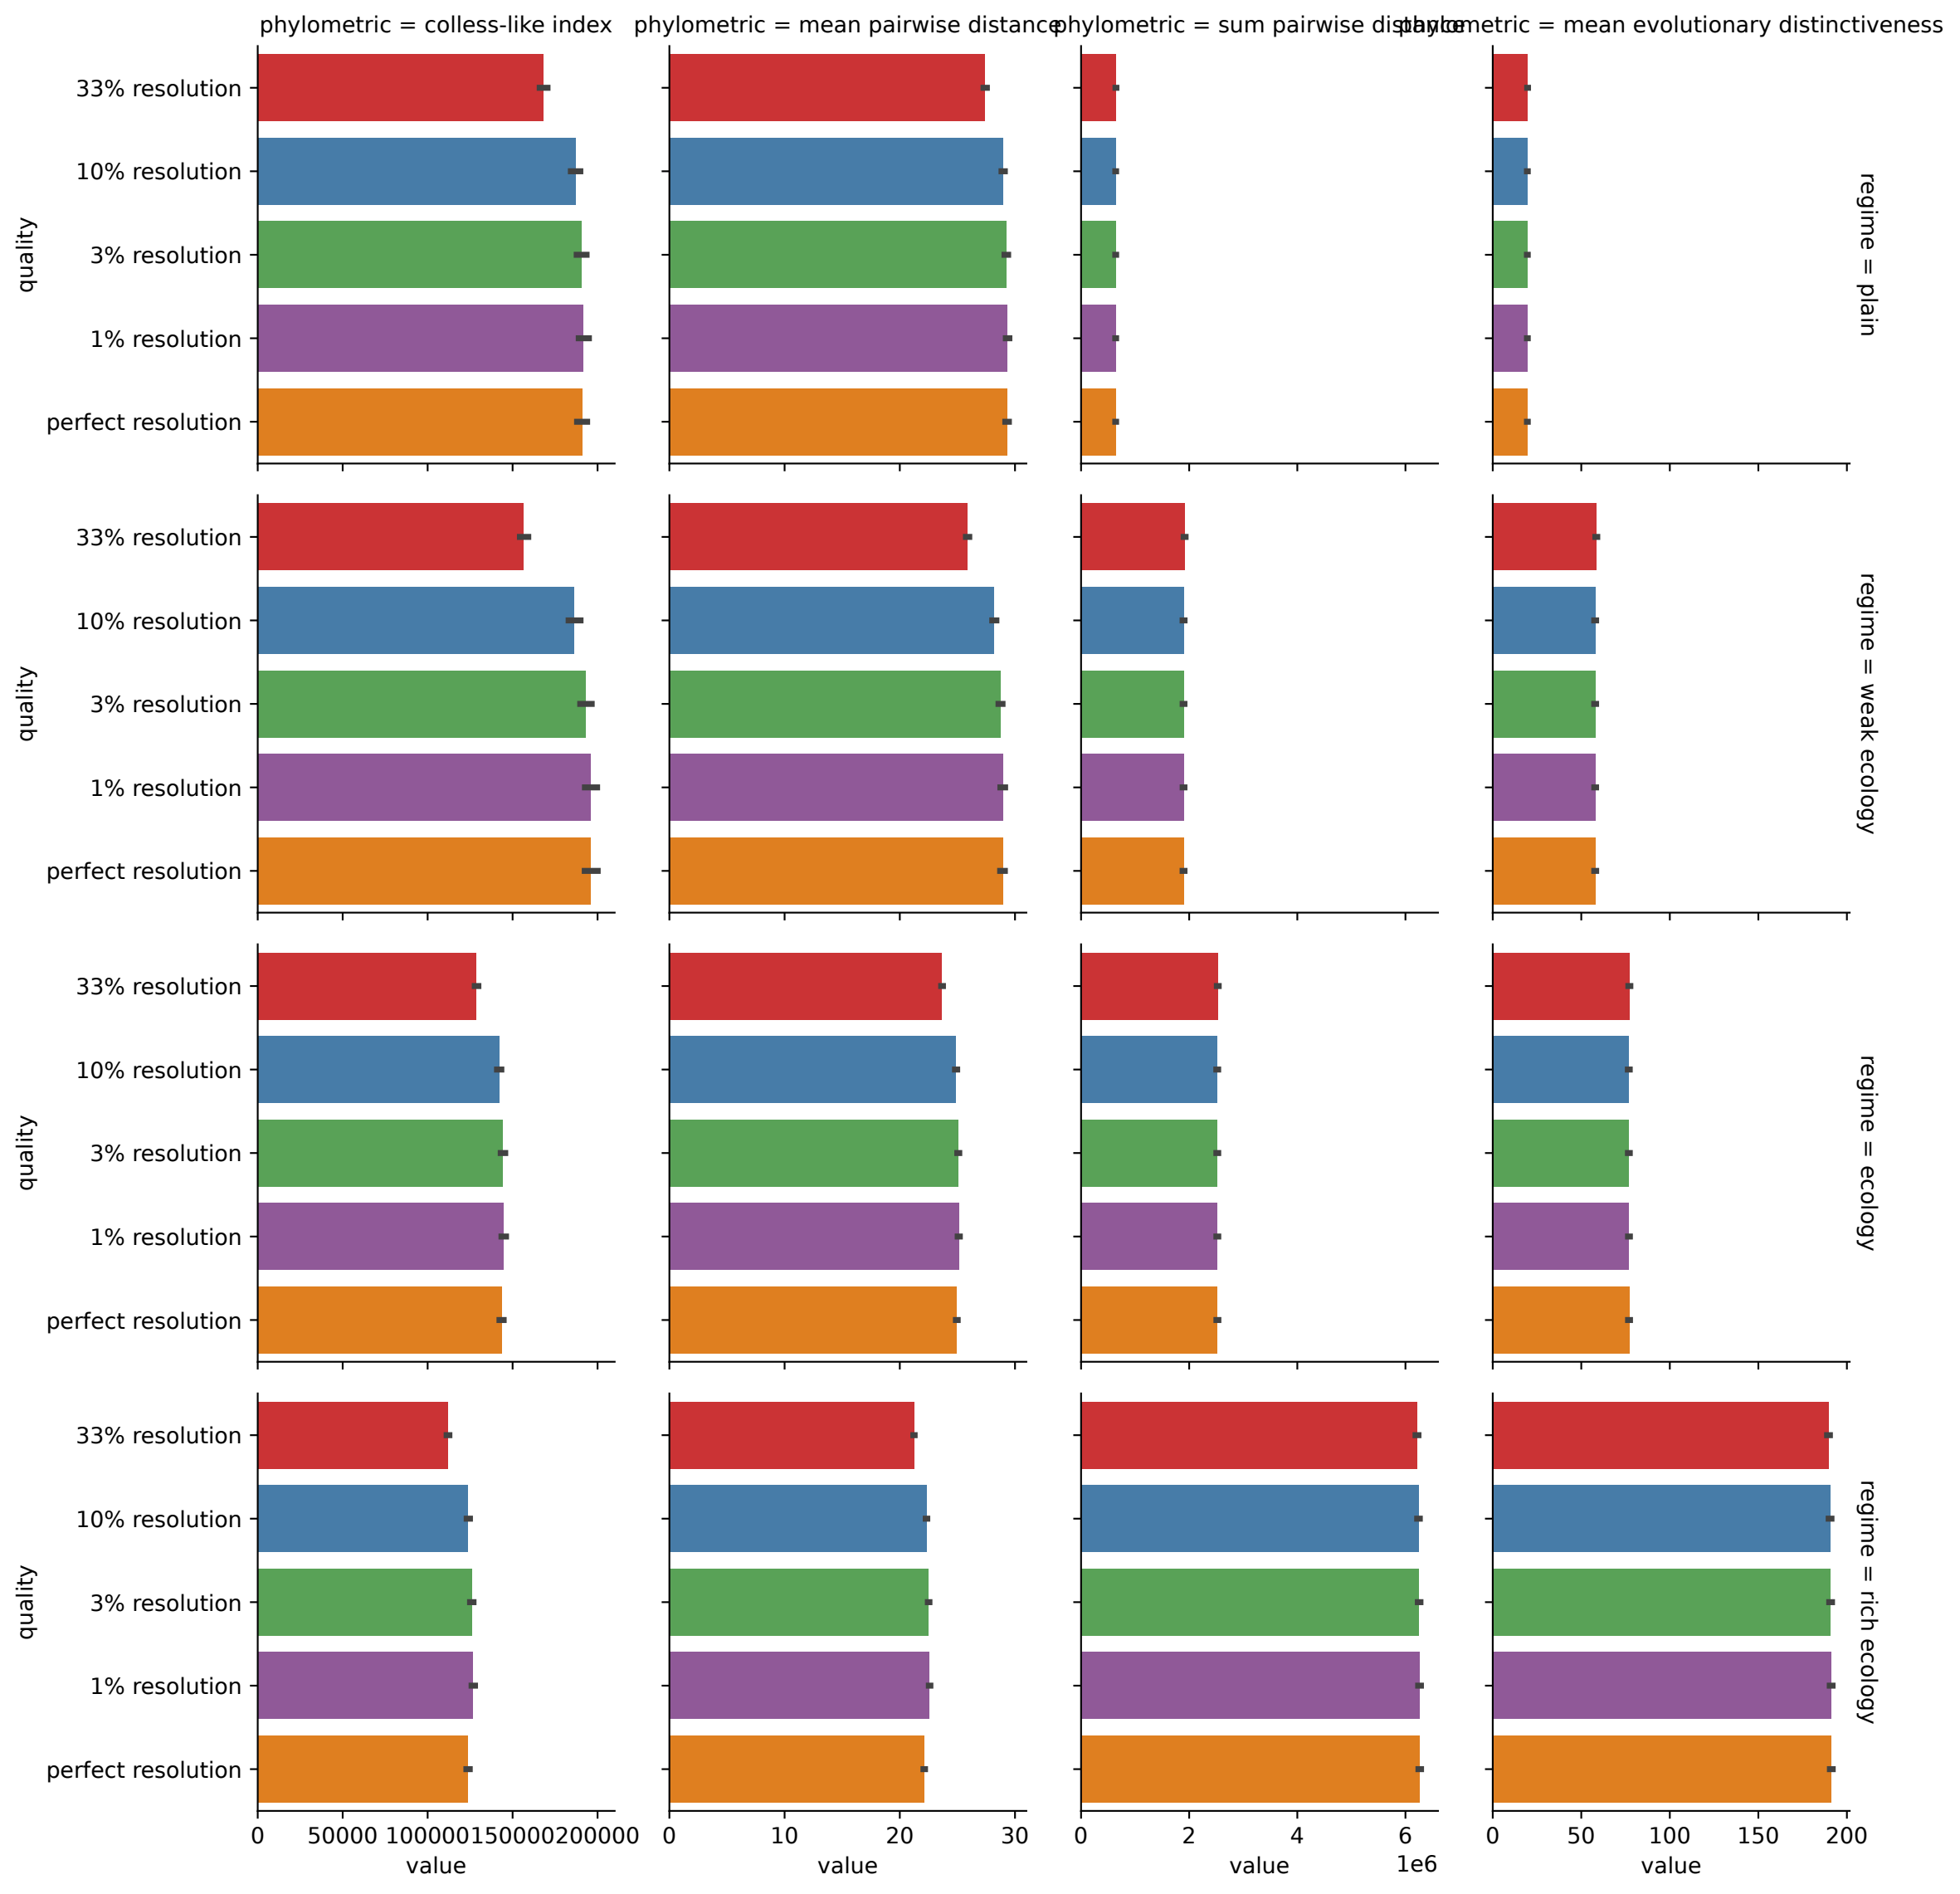 phylometric = colless-like index
phylometric = mean pairwise distance
phylometric = sum pairwise distance
phylometric = mean evolutionary distinctiveness
quality
33% resolution
10% resolution
3% resolution
1% resolution
perfect resolution
regime = plain
quality
33% resolution
10% resolution
3% resolution
1% resolution
perfect resolution
regime = weak ecology
quality
33% resolution
10% resolution
3% resolution
1% resolution
perfect resolution
regime = ecology
quality
33% resolution
10% resolution
3% resolution
1% resolution
perfect resolution
regime = rich ecology
0 50000 100000 150000 200000
value
0 10 20 30
value
0 2 4 6
1e6
value
0 50 100 150 200
value